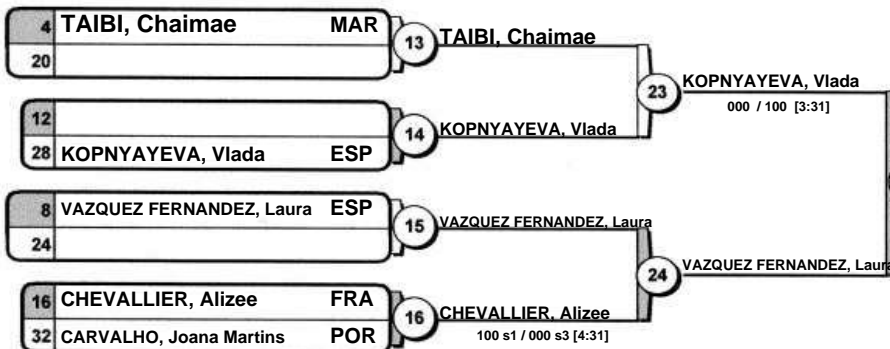 4 TAIBI, Chaimae MAR
20
13 TAIBI, Chaimae
12
28 KOPNYAYEVA, Vlada ESP
14 KOPNYAYEVA, Vlada
23 KOPNYAYEVA, Vlada
000 / 100 [3:31]
8 VAZQUEZ FERNANDEZ, Laura ESP
24
15 VAZQUEZ FERNANDEZ, Laura
16 CHEVALLIER, Alizee FRA
32 CARVALHO, Joana Martins POR
16 CHEVALLIER, Alizee
100 s1 / 000 s3 [4:31]
24 VAZQUEZ FERNANDEZ, Laura